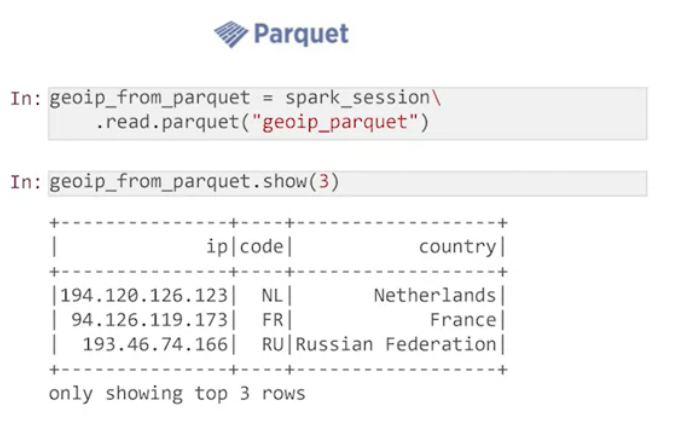 Parquet
In: geoip_from_parquet = spark_session\
.read.parquet("geoip_parquet")
In: geoip_from_parquet.show(3)
+---------------+----+------------------+
|             ip|code|           country|
+---------------+----+------------------+
|194.120.126.123|  NL|       Netherlands|
| 94.126.119.173|  FR|            France|
|  193.46.74.166|  RU|Russian Federation|
+---------------+----+------------------+
only showing top 3 rows